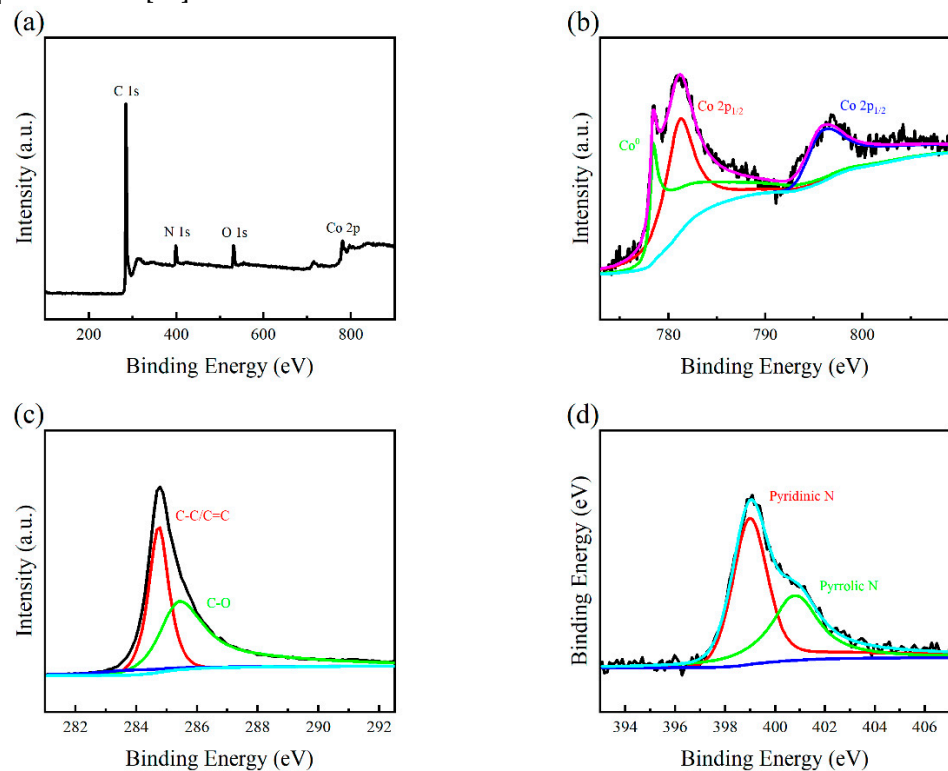 (a)
C 1s
N 1s
O 1s
Co 2p
Intensity (a.u.)
200 400 600 800
Binding Energy (eV)
(b)
Co⁰
Co 2p₁/₂
Co 2p₁/₂
Intensity (a.u.)
780 790 800
Binding Energy (eV)
(c)
C-C/C=C
C-O
Intensity (a.u.)
282 284 286 288 290 292
Binding Energy (eV)
(d)
Pyridinic N
Pyrrolic N
Binding Energy (eV)
394 396 398 400 402 404 406
Binding Energy (eV)